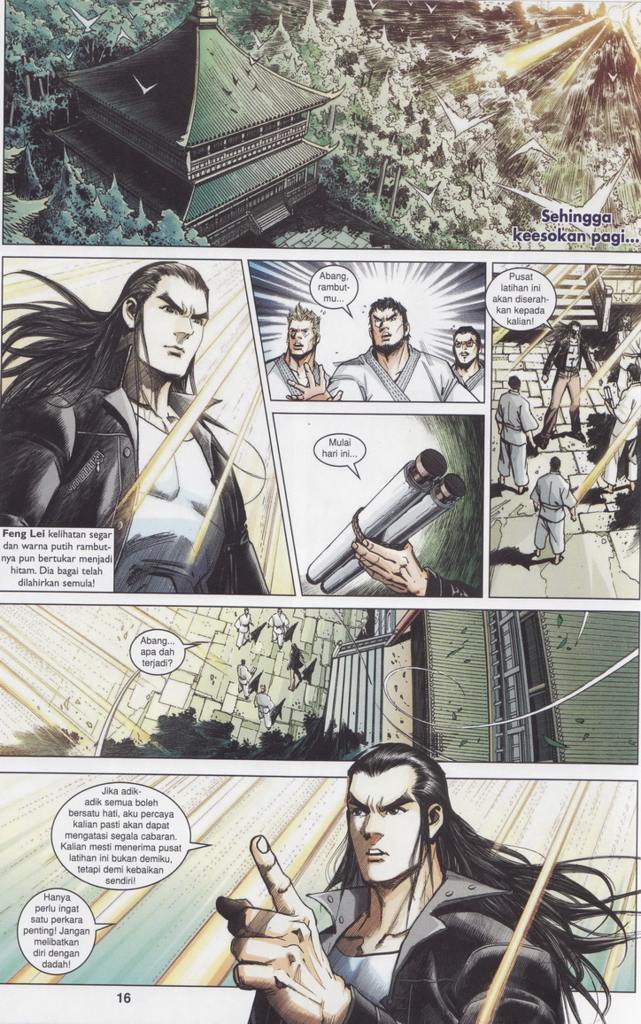 Sehingga
keesokan pagi...
Feng Lei kelihatan segar
dan warna putih rambut-
nya pun bertukar menjadi
hitam. Dia bagai telah
dilahirkan semula!
Abang,
rambut-
mu...
Mulai
hari ini...
Pusat
latihan ini
akan diserah-
kan kepada
kalian!
Abang...
apa dah
terjadi?
Jika adik-
adik semua boleh
bersatu hati, aku percaya
kalian pasti akan dapat
mengatasi segala cabaran.
Kalian mesti menerima pusat
latihan ini bukan demiku,
tetapi demi kebaikan
sendiri!
Hanya
perlu ingat
satu perkara
penting! Jangan
melibatkan
diri dengan
dadah!
16